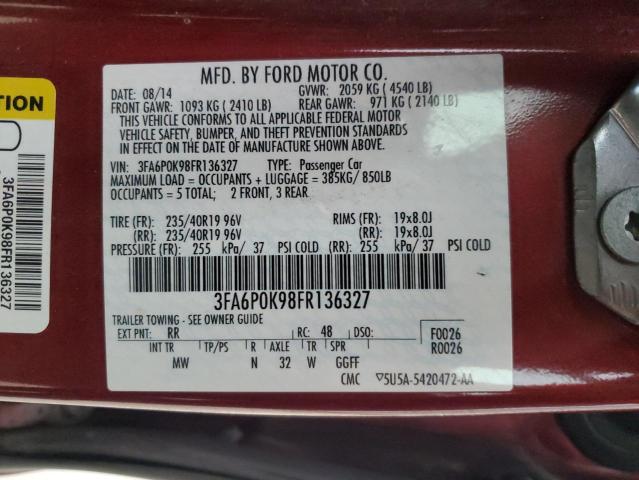 MFD. BY FORD MOTOR CO.
DATE: 08/14 GVWR: 2059 KG (4540 LB)
FRONT GAWR: 1093 KG (2410 LB) REAR GAWR: 971 KG (2140 LB)
THIS VEHICLE CONFORMS TO ALL APPLICABLE FEDERAL MOTOR
VEHICLE SAFETY, BUMPER, AND THEFT PREVENTION STANDARDS
IN EFFECT ON THE DATE OF MANUFACTURE SHOWN ABOVE.
VIN: 3FA6P0K98FR136327 TYPE: Passenger Car
MAXIMUM LOAD = OCCUPANTS + LUGGAGE = 385KG/ 850LB
OCCUPANTS = 5 TOTAL; 2 FRONT, 3 REAR
TIRE (FR): 235/40R19 96V RIMS (FR): 19x8.0J
(RR): 235/40R19 96V (RR): 19x8.0J
PRESSURE (FR): 255 kPa/ 37 PSI COLD (RR): 255 kPa/ 37 PSI COLD
3FA6P0K98FR136327
TRAILER TOWING - SEE OWNER GUIDE
EXT PNT: RR RC: 48 DSO: F0026
R0026
INT TR TP/PS R AXLE TR SPR
MW N 32 W GGFF
CMC 5U5A-5420472-AA
TION
3FA6P0K98FR136327